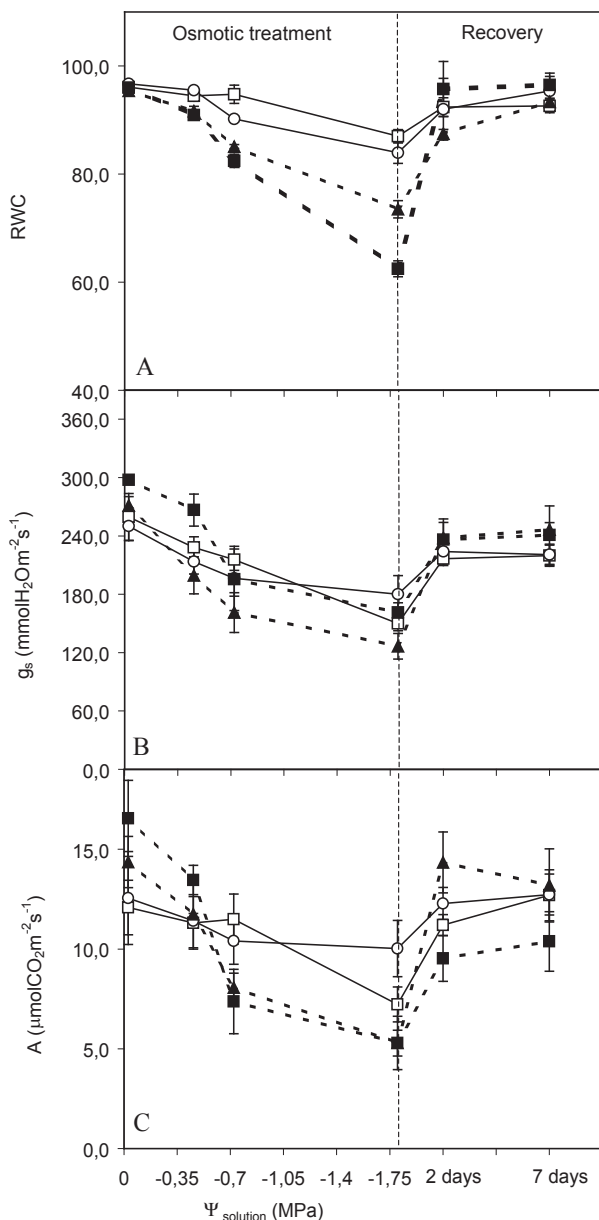 Osmotic treatment
Recovery
100,0
80,0
60,0
40,0
RWC
A
360,0
300,0
240,0
180,0
120,0
60,0
0,0
gs (mmolH2Om-2s-1)
B
15,0
10,0
5,0
0,0
A (μmolCO2m-2s-1)
C
0 -0,35 -0,7 -1,05 -1,4 -1,75 2 days 7 days
Ψ solution (MPa)